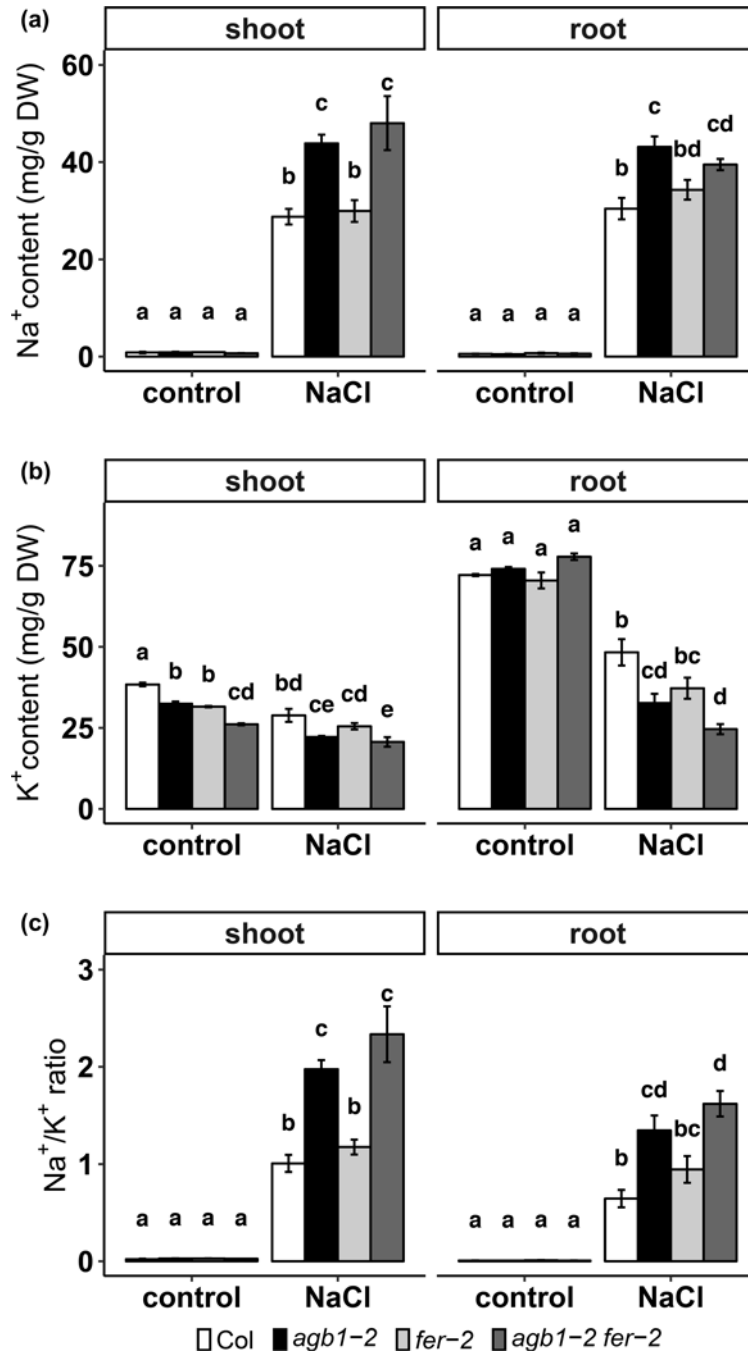 (a)
shoot root
Na⁺content (mg/g DW)
60
40
20
0
a a a a b c b c
a a a a b c bd cd
control NaCl control NaCl
(b)
shoot root
K⁺content (mg/g DW)
75
50
25
0
a b b cd bd ce cd e
a a a a b cd bc d
control NaCl control NaCl
(c)
shoot root
Na⁺/K⁺ ratio
3
2
1
0
a a a a b c b c
a a a a b cd bc d
control NaCl control NaCl
Col agb1−2 fer−2 agb1−2 fer−2